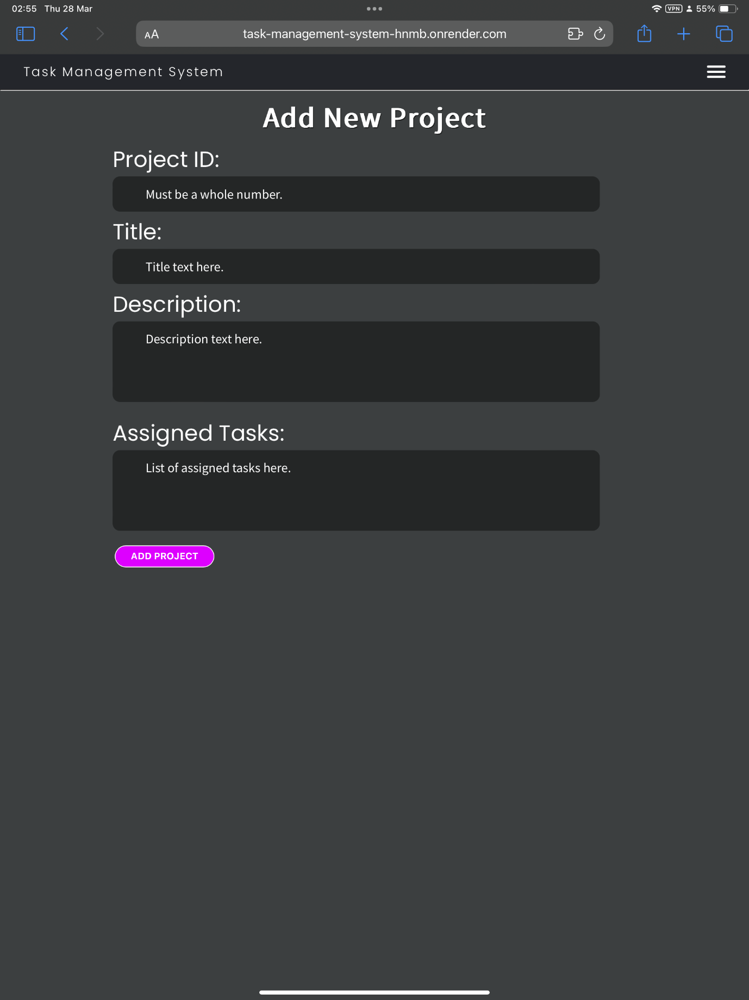 02:55 Thu 28 Mar
VPN 55%
AA task-management-system-hnmb.onrender.com
Task Management System
Add New Project
Project ID:
Must be a whole number.
Title:
Title text here.
Description:
Description text here.
Assigned Tasks:
List of assigned tasks here.
ADD PROJECT